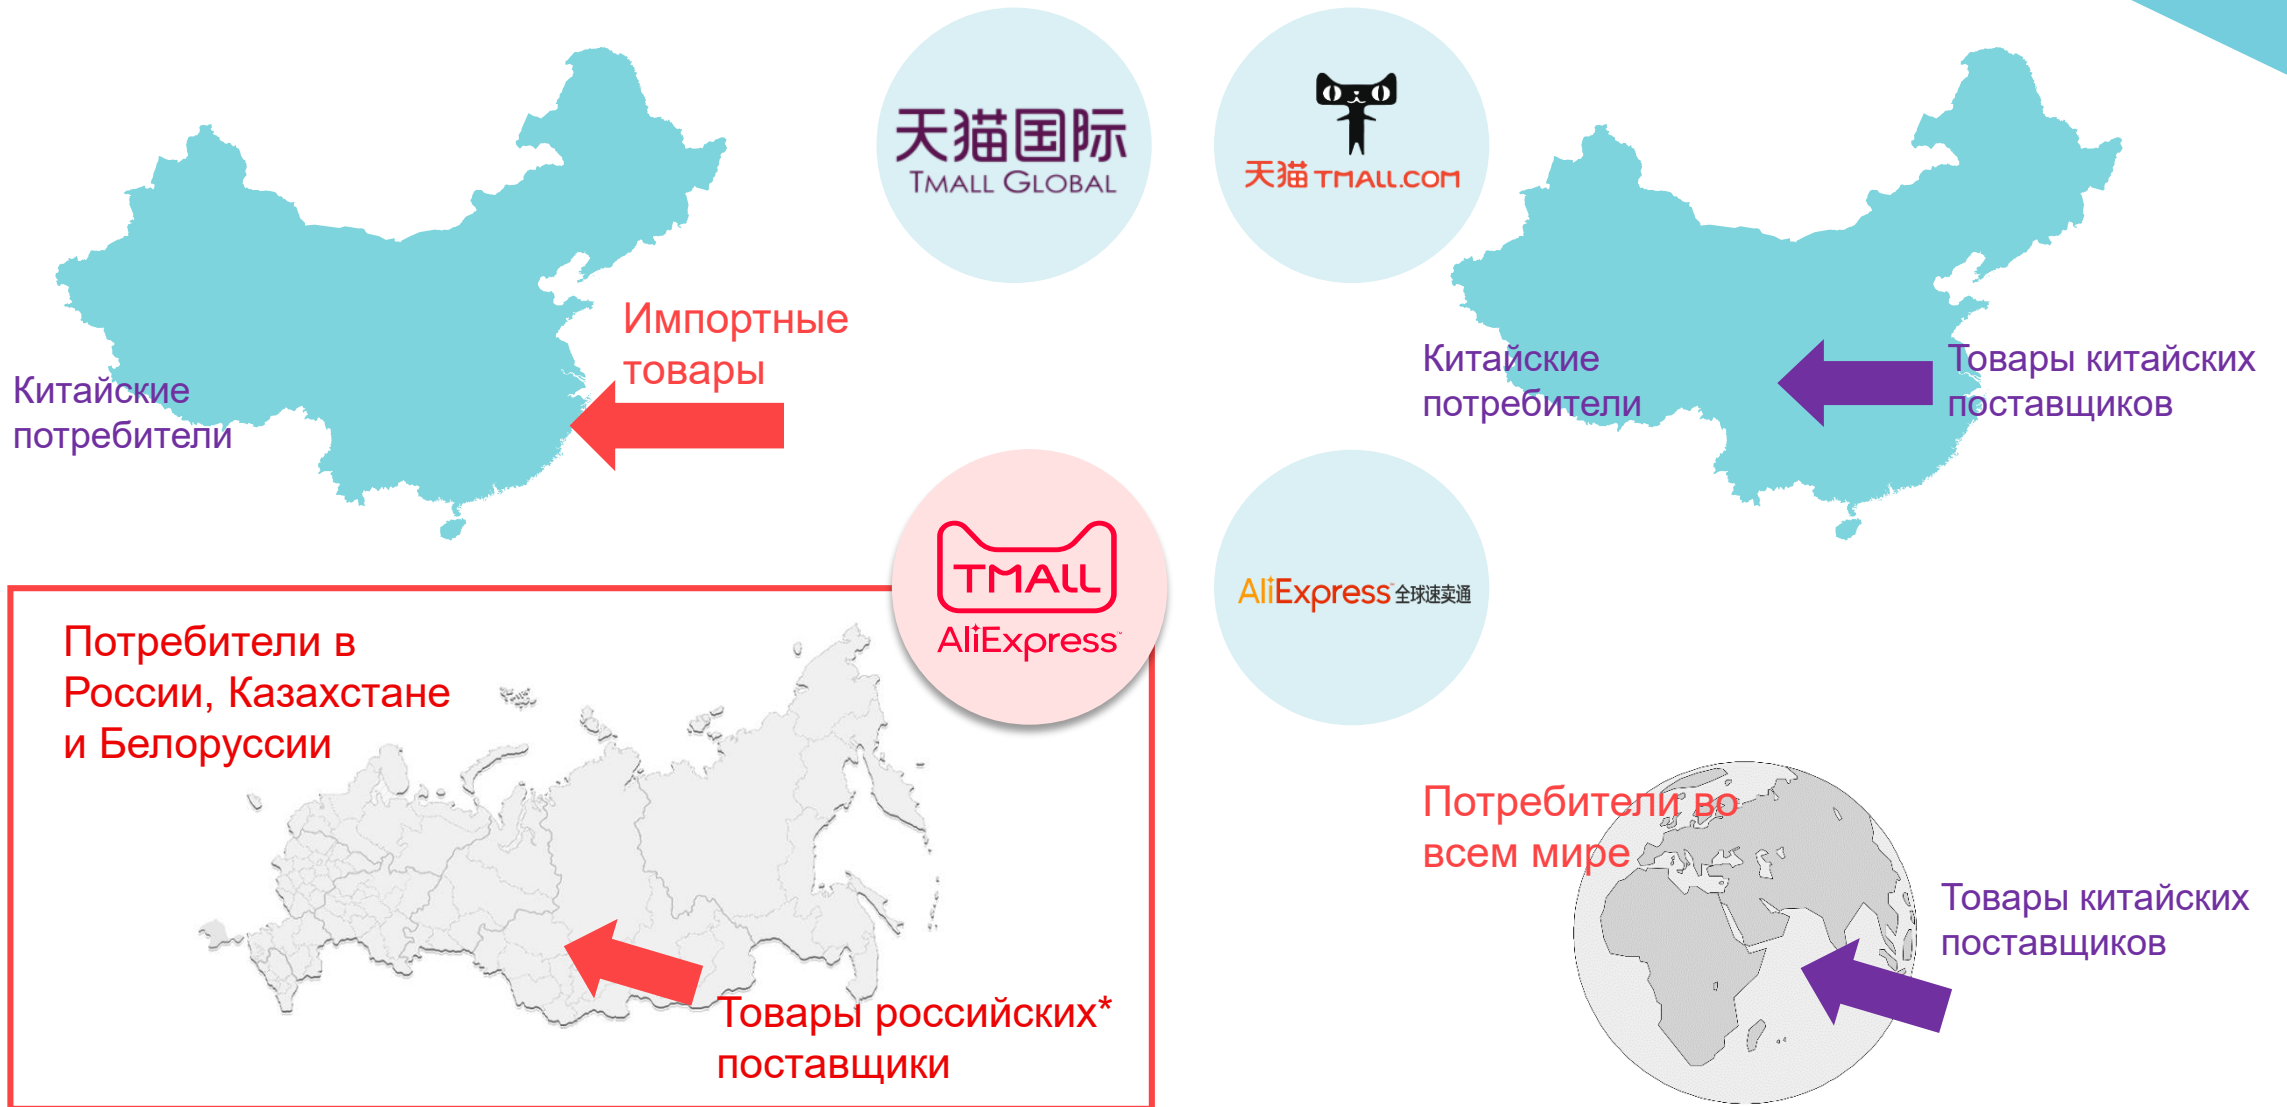 天猫国际
TMALL GLOBAL
天猫 TMALL.COM
Импортные
товары
Китайские
потребители
Китайские
потребители
Товары китайских
поставщиков
TMALL
AliExpress
AliExpress 全球速卖通
Потребители в
России, Казахстане
и Белоруссии
Товары российских*
поставщики
Потребители во
всем мире
Товары китайских
поставщиков